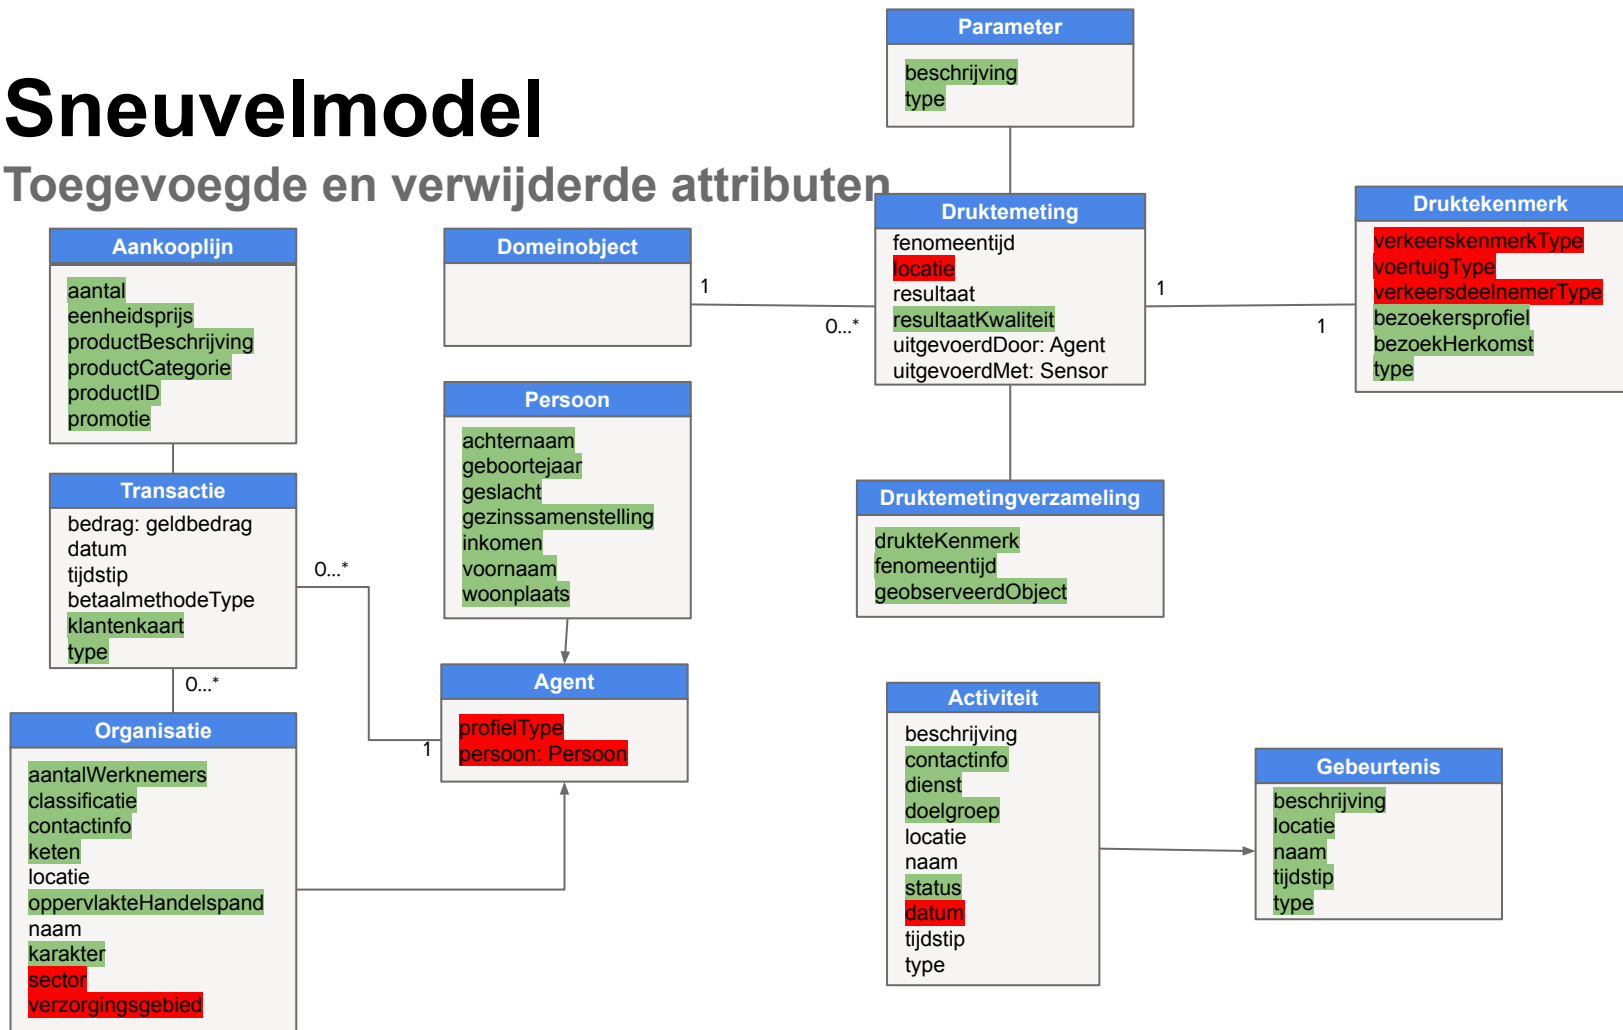 Sneuvelmodel
Toegevoegde en verwijderde attributen
Parameter
beschrijving
type
Aankooplijn
aantal
eenheidsprijs
productBeschrijving
productCategorie
productID
promotie
Domeinobject
1
0...*
Druktemeting
fenomeentijd
locatie
resultaat
resultaatKwaliteit
uitgevoerdDoor: Agent
uitgevoerdMet: Sensor
1
1
Druktekenmerk
verkeerskenmerkType
voertuigType
verkeersdeelnemerType
bezoekersprofiel
bezoekHerkomst
type
Persoon
achternaam
geboortejaar
geslacht
gezinssamenstelling
inkomen
voornaam
woonplaats
Transactie
bedrag: geldbedrag
datum
tijdstip
betaalmethodeType
klantenkaart
type
0...*
0...*
1
Druktemetingverzameling
drukteKenmerk
fenomeentijd
geobserveerdObject
Agent
profielType
persoon: Persoon
Organisatie
aantalWerknemers
classificatie
contactinfo
keten
locatie
oppervlakteHandelspand
naam
karakter
sector
verzorgingsgebied
Activiteit
beschrijving
contactinfo
dienst
doelgroep
locatie
naam
status
datum
tijdstip
type
Gebeurtenis
beschrijving
locatie
naam
tijdstip
type